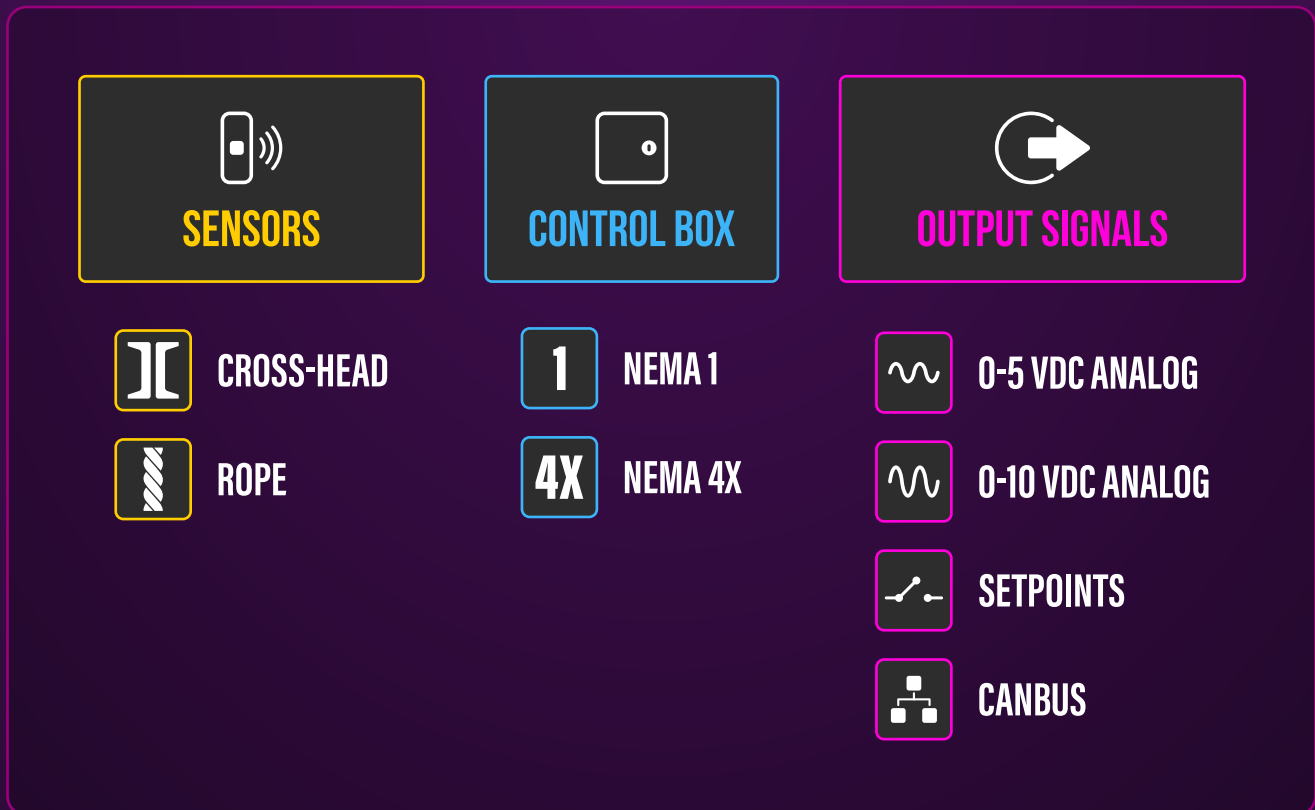 SENSORS
CROSS-HEAD
ROPE
CONTROL BOX
1
NEMA 1
4X
NEMA 4X
OUTPUT SIGNALS
0-5 VDC ANALOG
0-10 VDC ANALOG
SETPOINTS
CANBUS